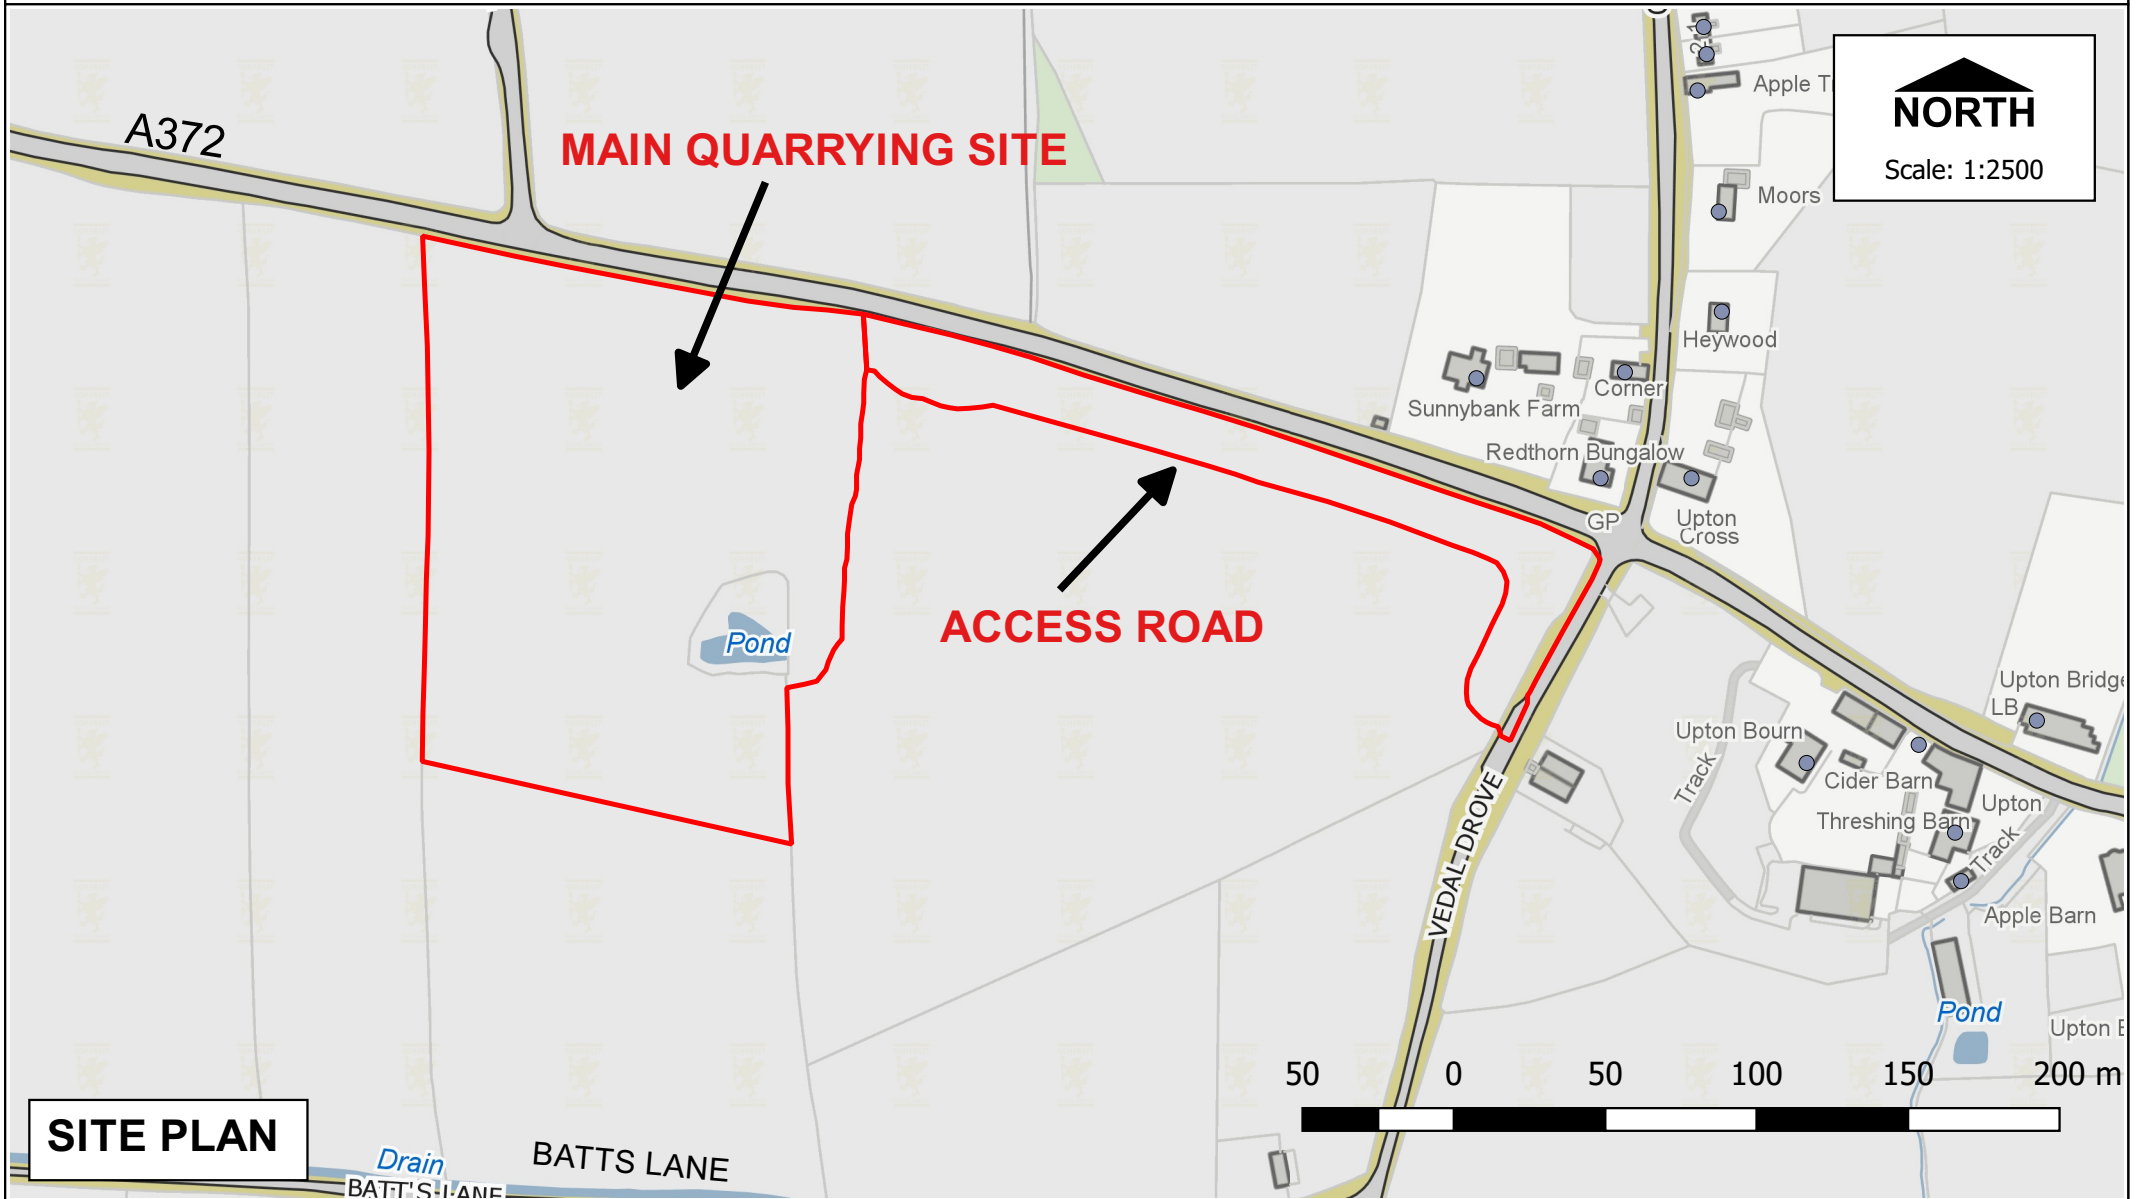 A372
MAIN QUARRYING SITE
NORTH
Scale: 1:2500
Moors
Heywood
Corner
Sunnybank Farm
Redthorn Bungalow
GP
Upton
Cross
ACCESS ROAD
Pond
Upton Bridge
LB
Upton Bourn
Track
Cider Barn
Upton
Threshing Barn
Track
VEDAL DROVE
Apple Barn
Pond
50 0 50 100 150 200 m
SITE PLAN
Drain
BATTS LANE
BATT'S LANE